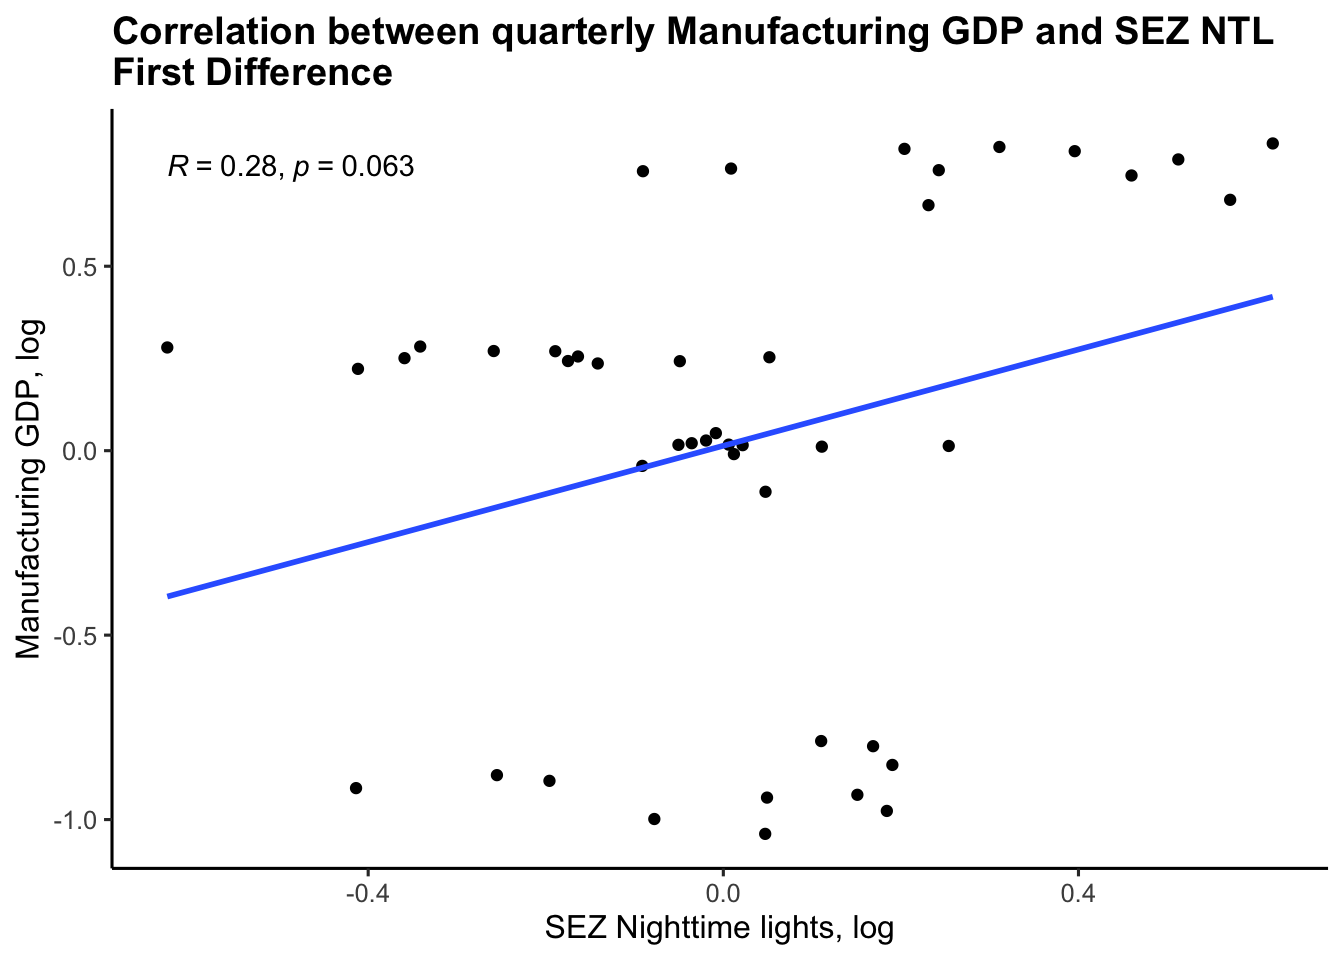 Correlation between quarterly Manufacturing GDP and SEZ NTL
First Difference
R = 0.28, p = 0.063
Manufacturing GDP, log
0.5
0.0
-0.5
-1.0
-0.4
0.0
0.4
SEZ Nighttime lights, log